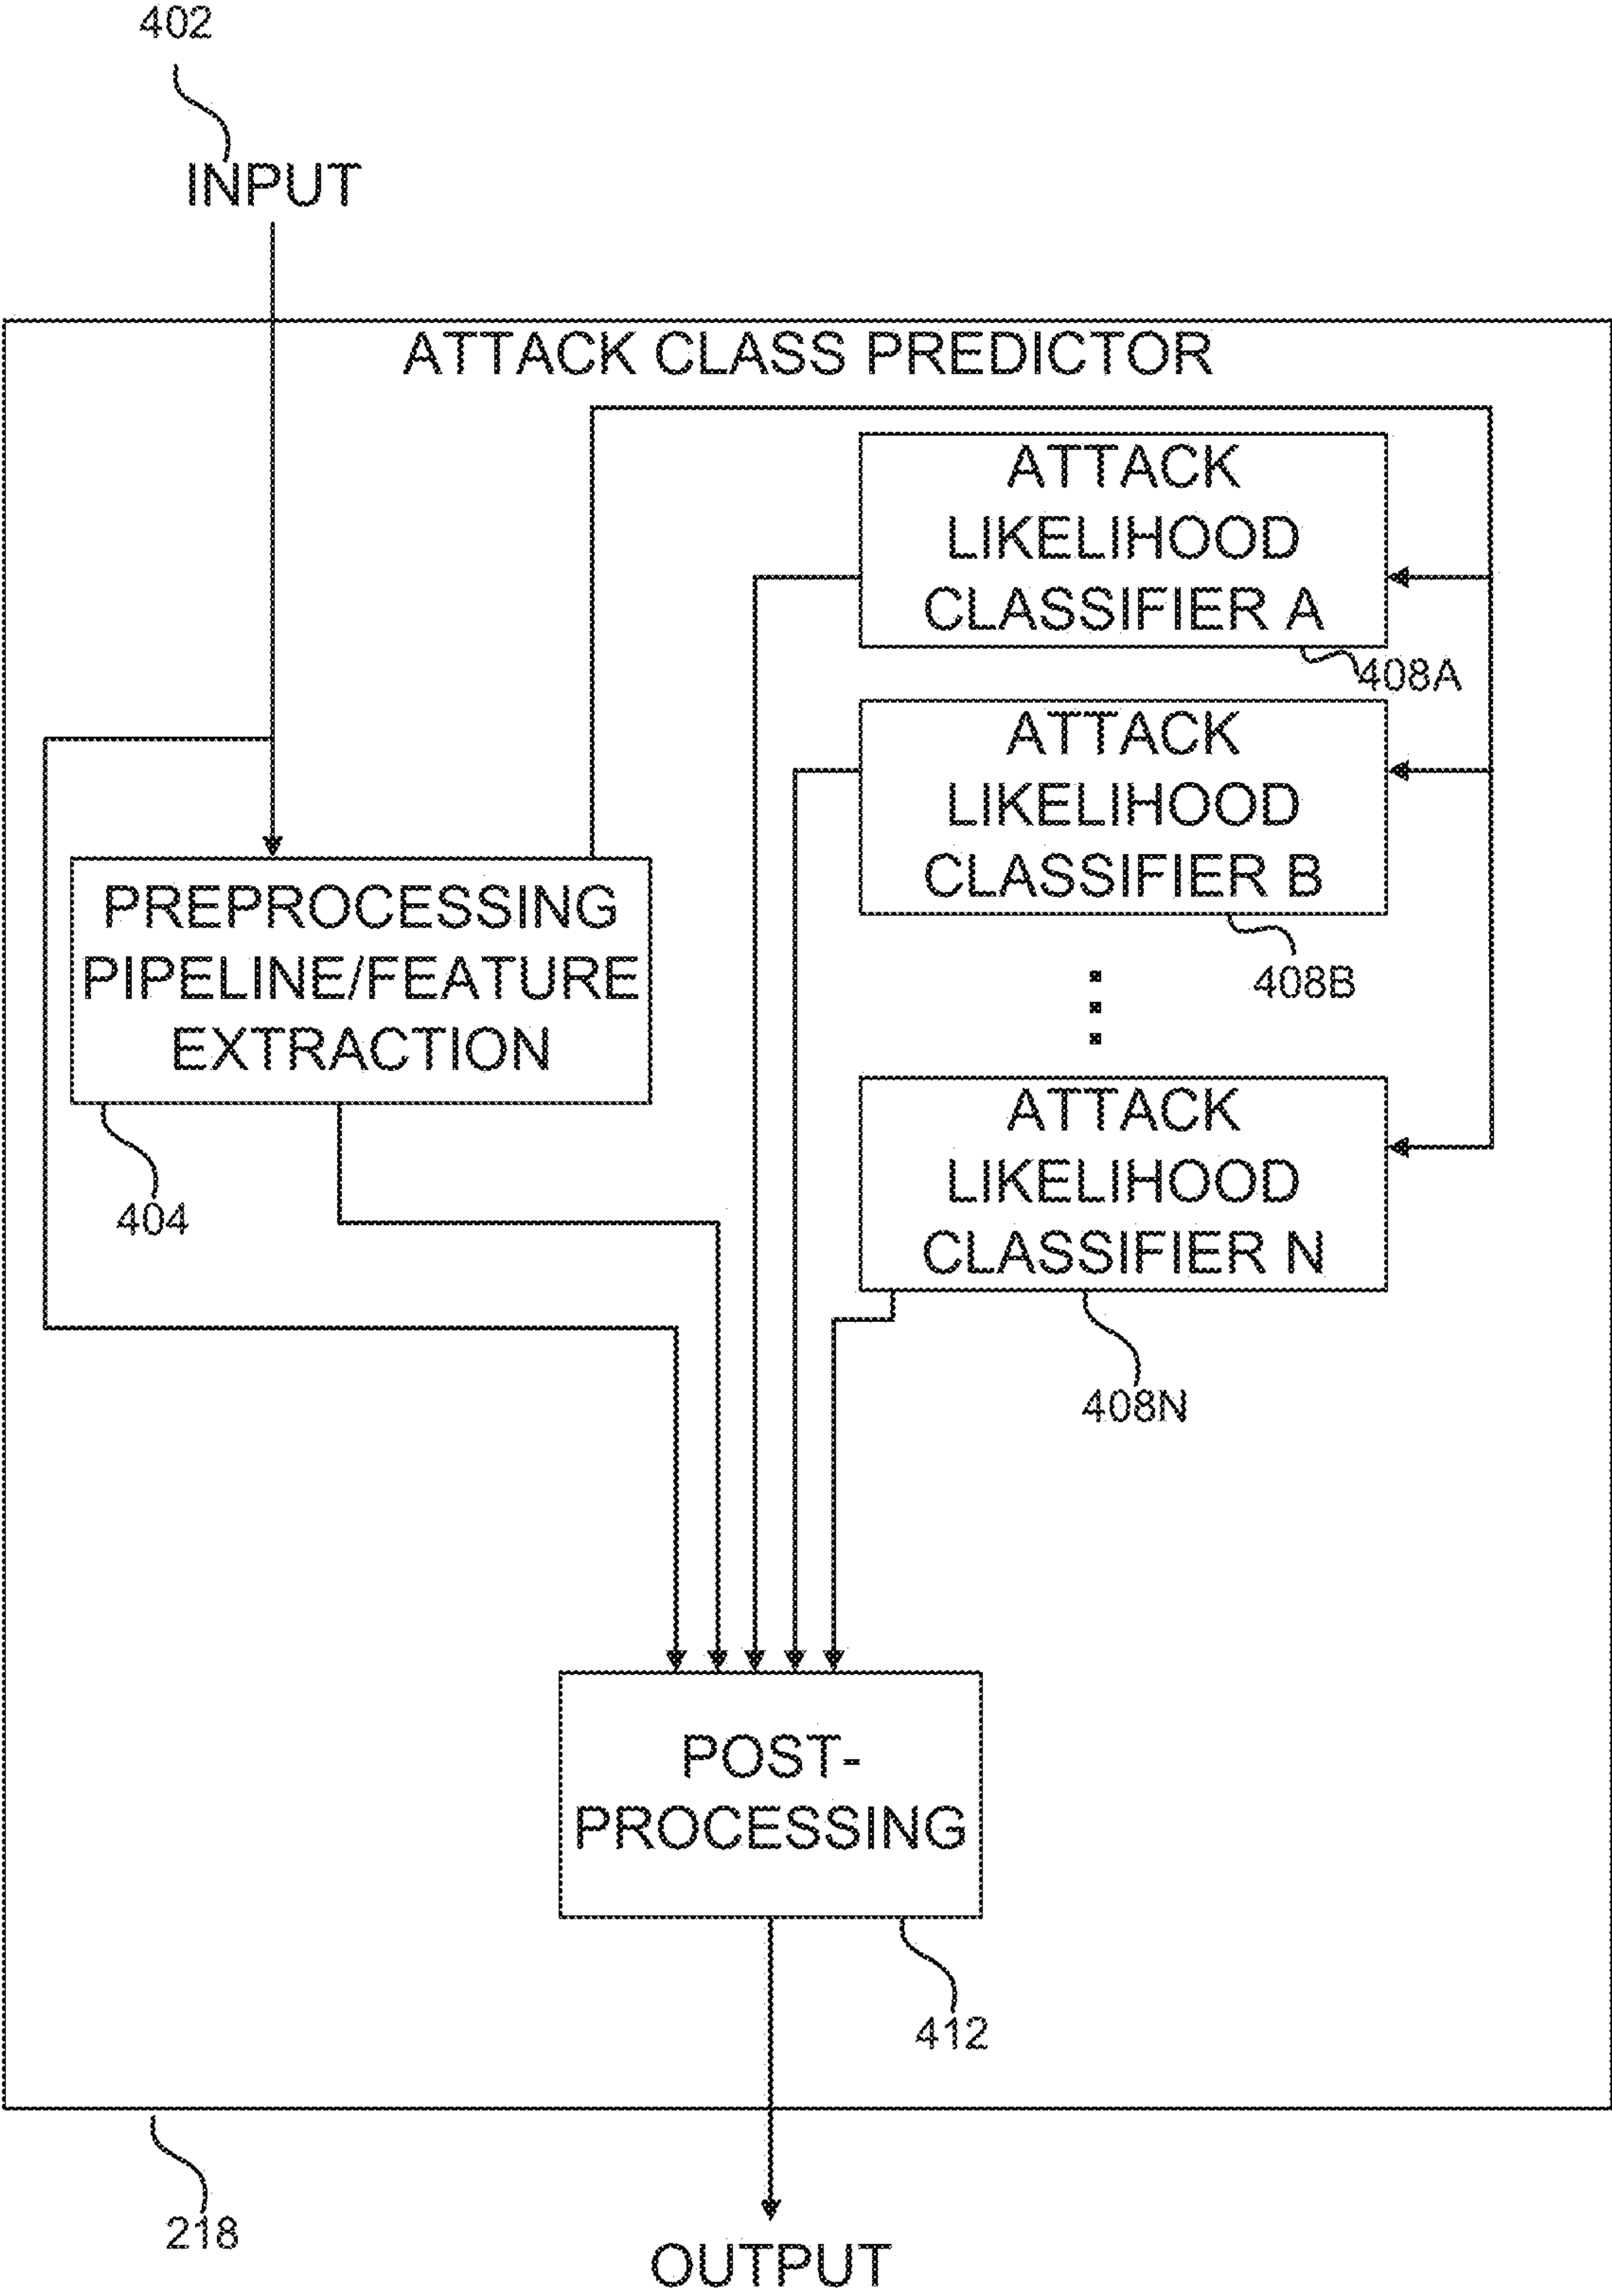 402
INPUT
ATTACK CLASS PREDICTOR
ATTACK
LIKELIHOOD
CLASSIFIER A
408A
ATTACK
LIKELIHOOD
CLASSIFIER B
408B
PREPROCESSING
PIPELINE/FEATURE
EXTRACTION
404
ATTACK
LIKELIHOOD
CLASSIFIER N
408N
POST-
PROCESSING
412
218
OUTPUT